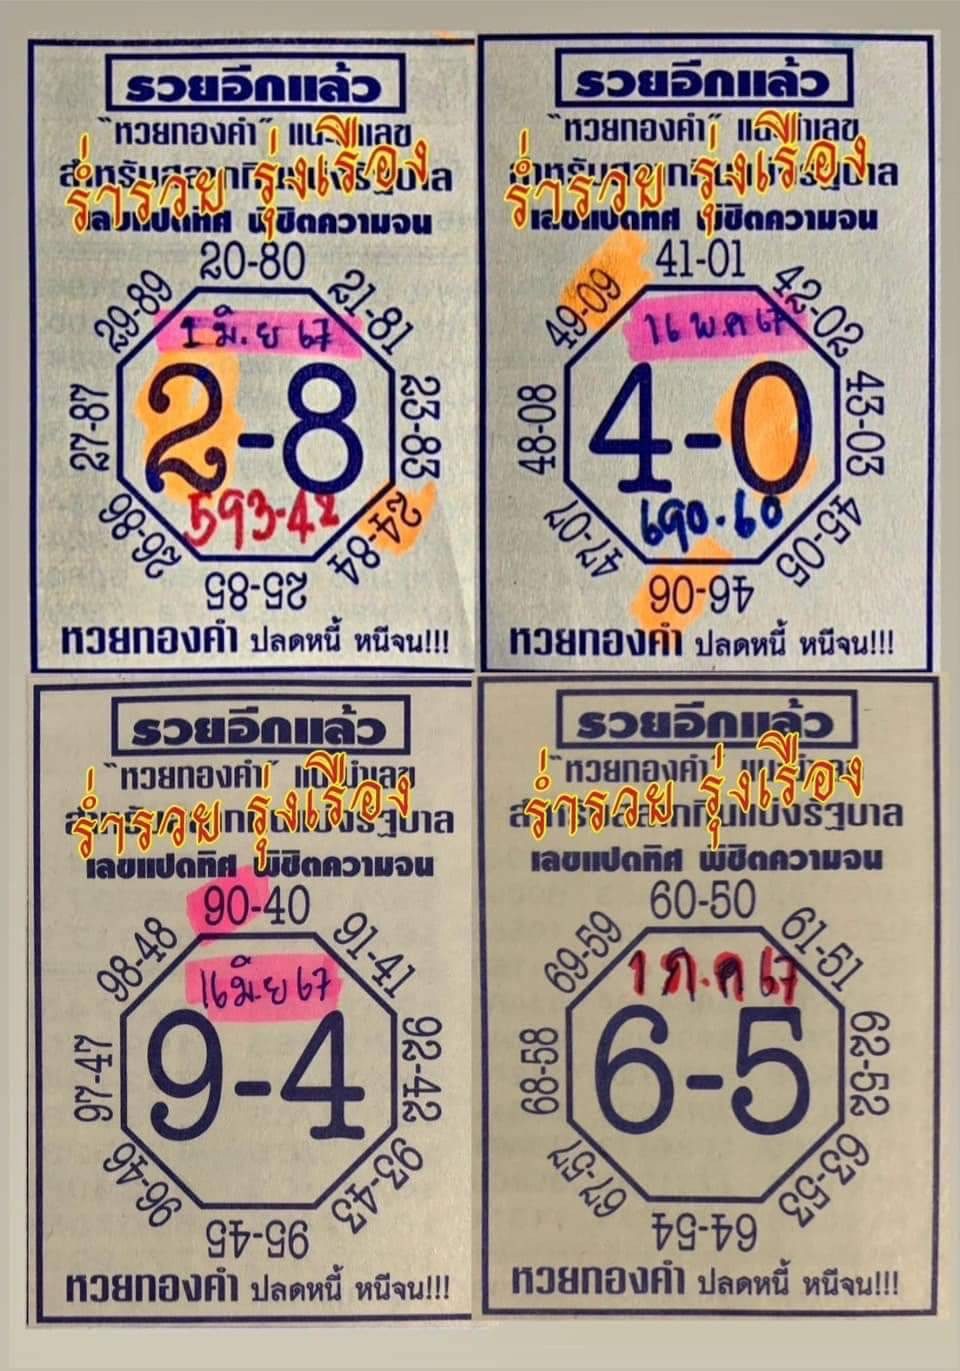 รวยอีกแล้ว
"หวยทองคำ" แนะนำเลข
สำหรับสลากกินแบ่งรัฐบาล
ร่ำรวย รุ่งเรือง
เลขแปดทิศ พิชิตความจน
20-80
29-89
21-81
1 มิ.ย 67
27-87
2-8
23-83
593-42
26-86
24-84
25-85
หวยทองคำ ปลดหนี้ หนีจน!!!
รวยอีกแล้ว
"หวยทองคำ" แนะนำเลข
สำหรับสลากกินแบ่งรัฐบาล
ร่ำรวย รุ่งเรือง
เลขแปดทิศ พิชิตความจน
41-01
49-09
42-02
16 พ.ค 67
48-08
4-0
43-03
690.60
47-07
45-05
46-06
หวยทองคำ ปลดหนี้ หนีจน!!!
รวยอีกแล้ว
"หวยทองคำ" แนะนำเลข
สำหรับสลากกินแบ่งรัฐบาล
ร่ำรวย รุ่งเรือง
เลขแปดทิศ พิชิตความจน
90-40
98-48
91-41
16 มิ.ย 67
97-47
9-4
92-42
96-46
93-43
95-45
หวยทองคำ ปลดหนี้ หนีจน!!!
รวยอีกแล้ว
"หวยทองคำ" แนะนำเลข
สำหรับสลากกินแบ่งรัฐบาล
ร่ำรวย รุ่งเรือง
เลขแปดทิศ พิชิตความจน
60-50
69-59
61-51
1 ก.ค 67
68-58
6-5
62-52
67-57
63-53
64-54
หวยทองคำ ปลดหนี้ หนีจน!!!